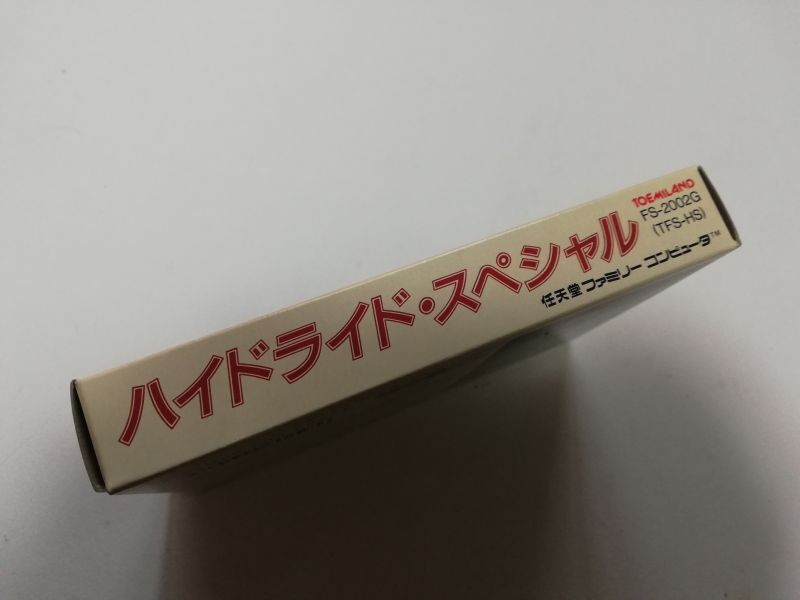 ハイドライド・スペシャル
TOEMILAND
FS-2002G
(TFS-HS)
任天堂 ファミリー コンピュータ™